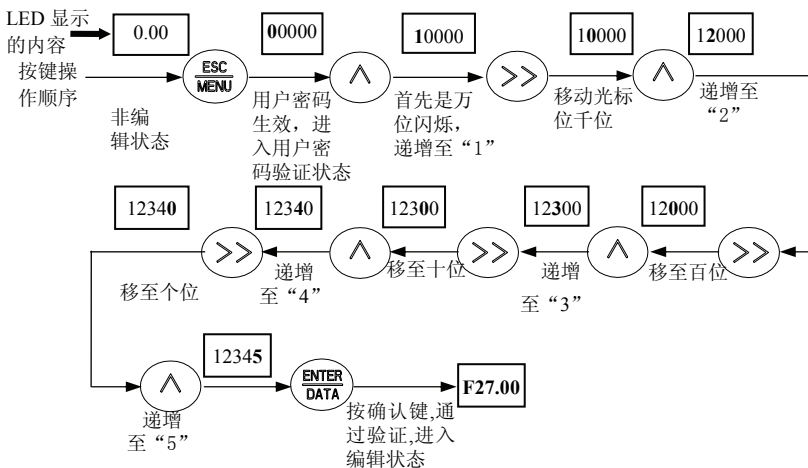 LED 显示
的内容
按键操
作顺序
0.00
非编
辑状态
ESC
MENU
00000
用户密码
生效，进
入用户密
码验证状态
∧
10000
首先是万
位闪烁，
递增至“1”
>>
10000
移动光标
位千位
∧
12000
递增至
“2”
>>
12000
移至百位
∧
12300
递增
至“3”
>>
12300
移至十位
∧
12340
递增
至“4”
>>
12340
移至个位
∧
递增
至“5”
12345
ENTER
DATA
按确认键,通
过验证,进入
编辑状态
F27.00